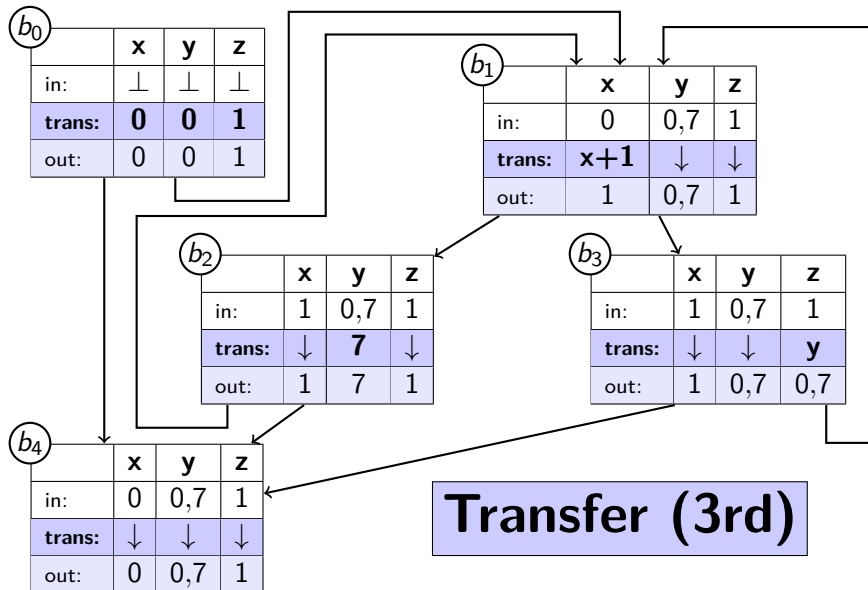 b0
x y z
in: ⊥ ⊥ ⊥
trans: 0 0 1
out: 0 0 1
b1
x y z
in: 0 0,7 1
trans: x+1 ↓ ↓
out: 1 0,7 1
b2
x y z
in: 1 0,7 1
trans: ↓ 7 ↓
out: 1 7 1
b3
x y z
in: 1 0,7 1
trans: ↓ ↓ y
out: 1 0,7 0,7
b4
x y z
in: 0 0,7 1
trans: ↓ ↓ ↓
out: 0 0,7 1
Transfer (3rd)